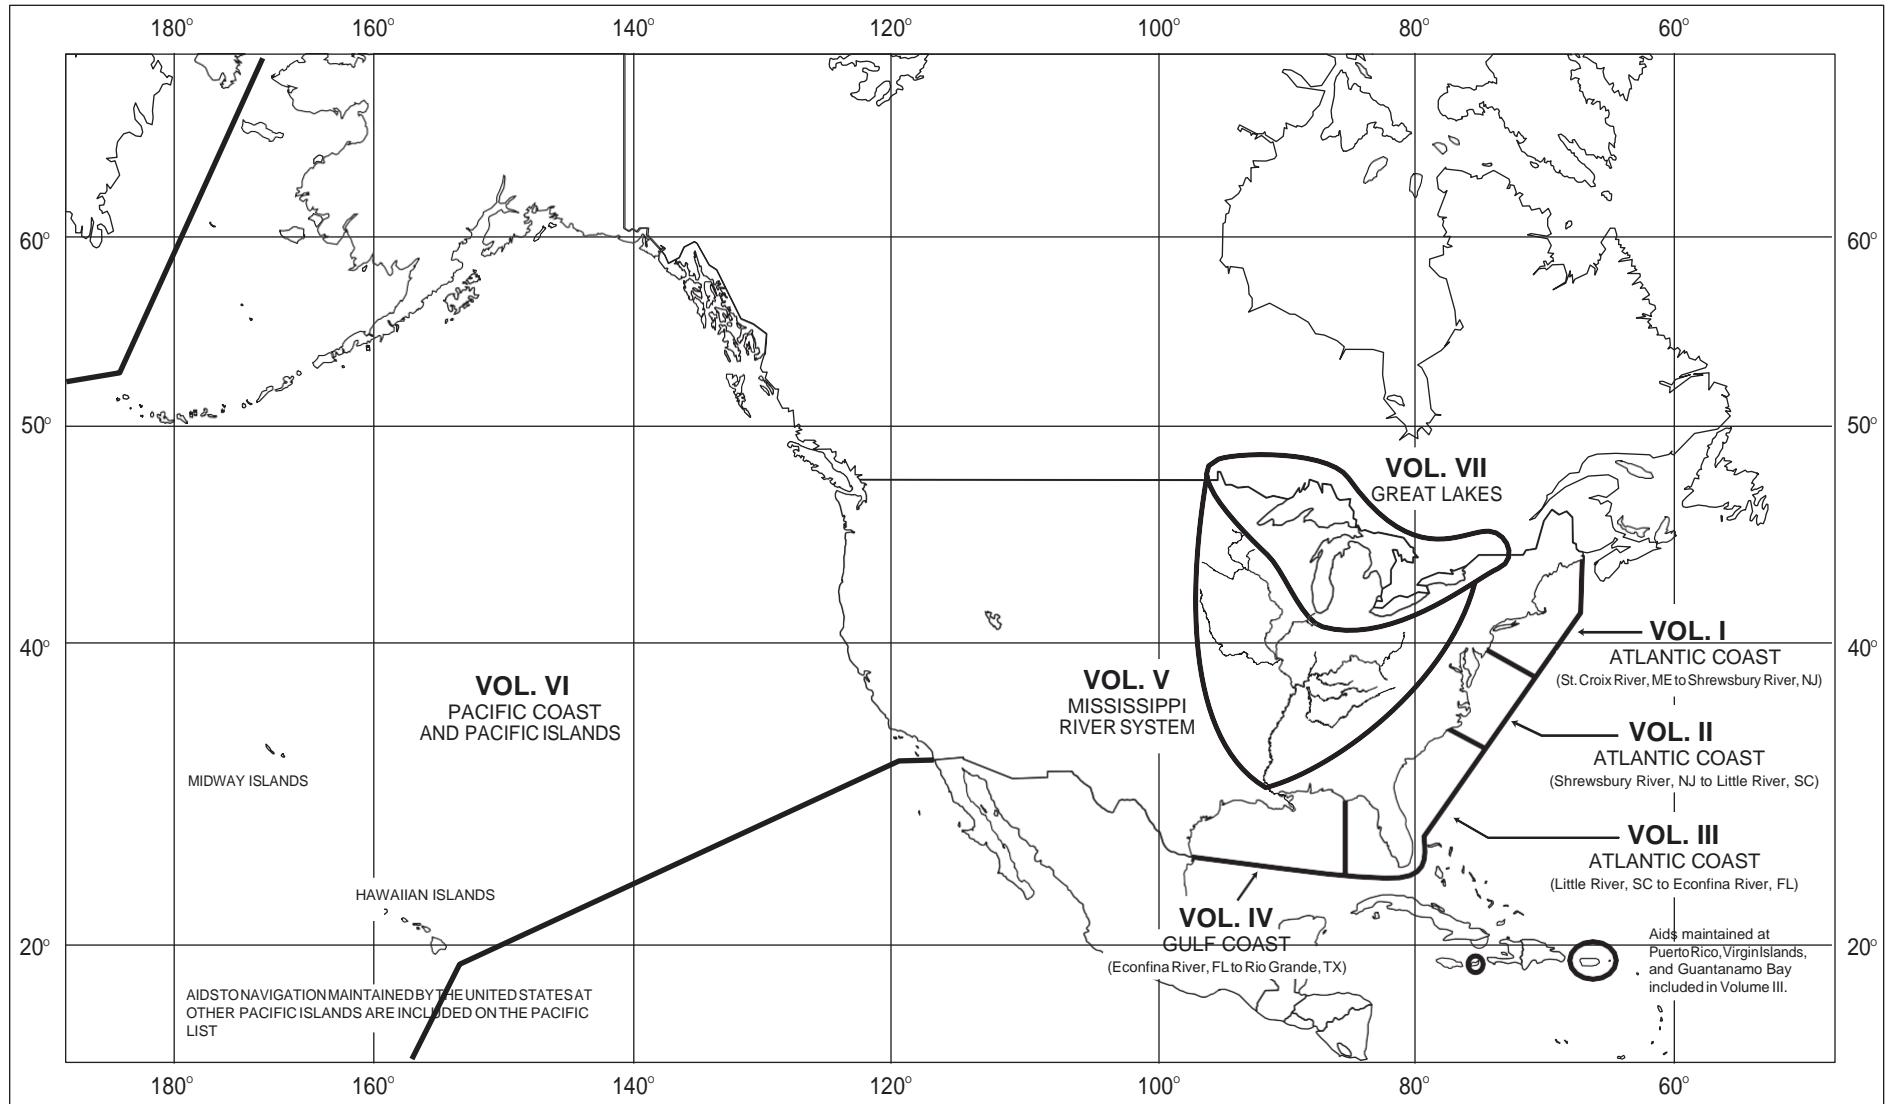 180° 160° 140° 120° 100° 80° 60°
60° 60°
50° 50°
VOL. VII
GREAT LAKES
VOL. I
ATLANTIC COAST
(St. Croix River, ME to Shrewsbury River, NJ)
40° 40°
VOL. VI
PACIFIC COAST
AND PACIFIC ISLANDS
VOL. V
MISSISSIPPI
RIVER SYSTEM
VOL. II
ATLANTIC COAST
(Shrewsbury River, NJ to Little River, SC)
MIDWAY ISLANDS
VOL. III
ATLANTIC COAST
(Little River, SC to Econfina River, FL)
HAWAIIAN ISLANDS
VOL. IV
GULF COAST
(Econfina River, FL to Rio Grande, TX)
20° 20°
Aids maintained at
Puerto Rico, Virgin Islands,
and Guantanamo Bay
included in Volume III.
AIDS TO NAVIGATION MAINTAINED BY THE UNITED STATES AT
OTHER PACIFIC ISLANDS ARE INCLUDED ON THE PACIFIC
LIST
180° 160° 140° 120° 100° 80° 60°